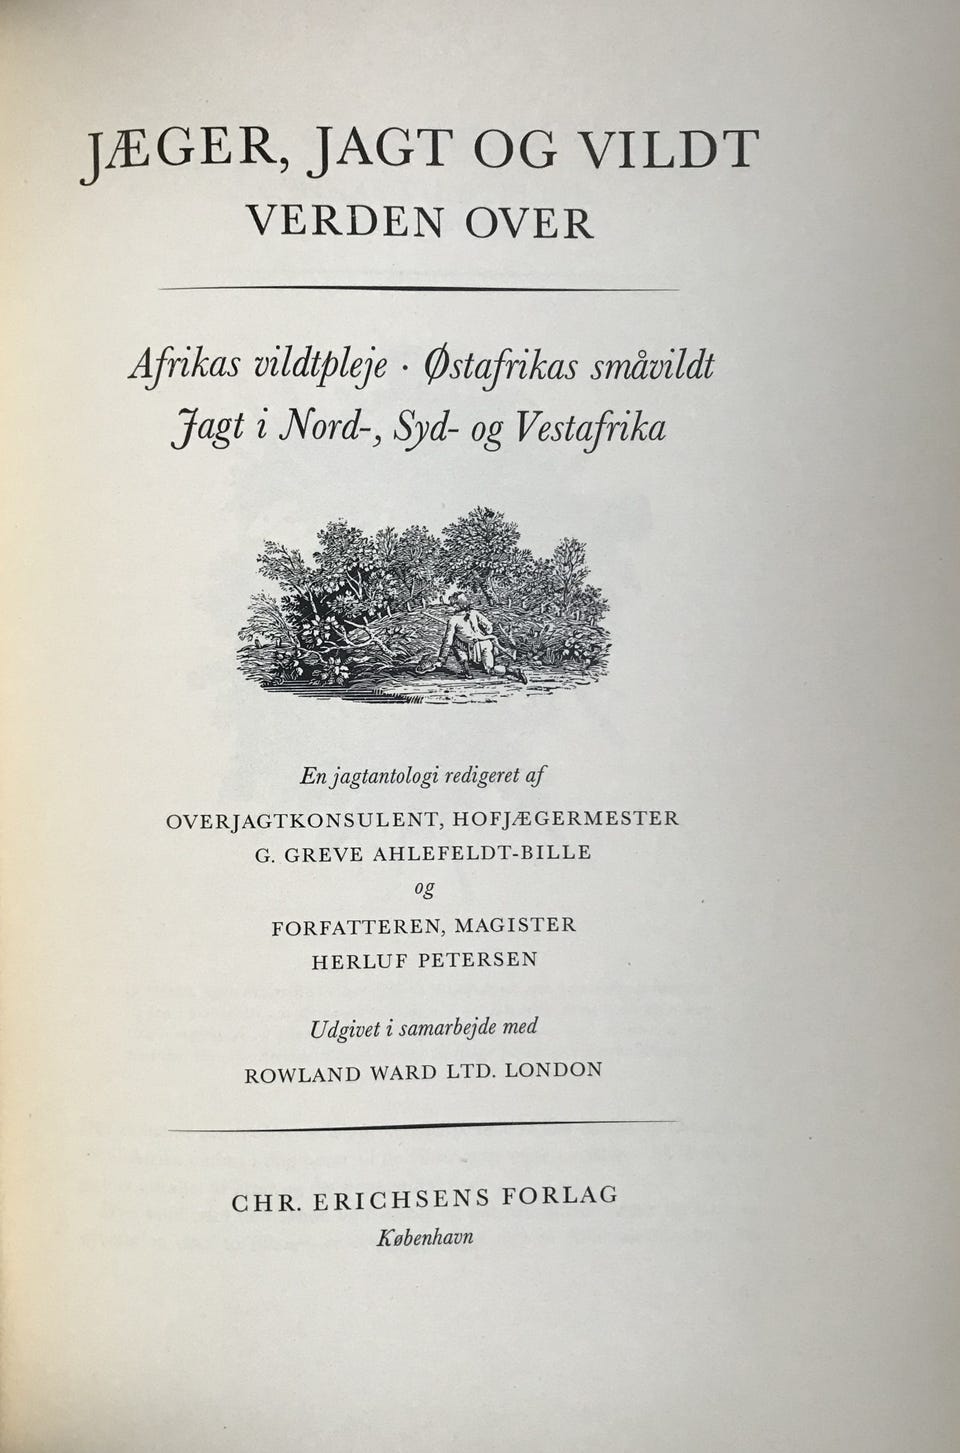 JÆGER, JAGT OG VILDT
VERDEN OVER
Afrikas vildtpleje · Østafrikas småvildt
Jagt i Nord-, Syd- og Vestafrika
En jagtantologi redigeret af
OVERJAGTKONSULENT, HOFJÆGERMESTER
G. GREVE AHLEFELDT-BILLE
og
FORFATTEREN, MAGISTER
HERLUF PETERSEN
Udgivet i samarbejde med
ROWLAND WARD LTD. LONDON
CHR. ERICHSENS FORLAG
København